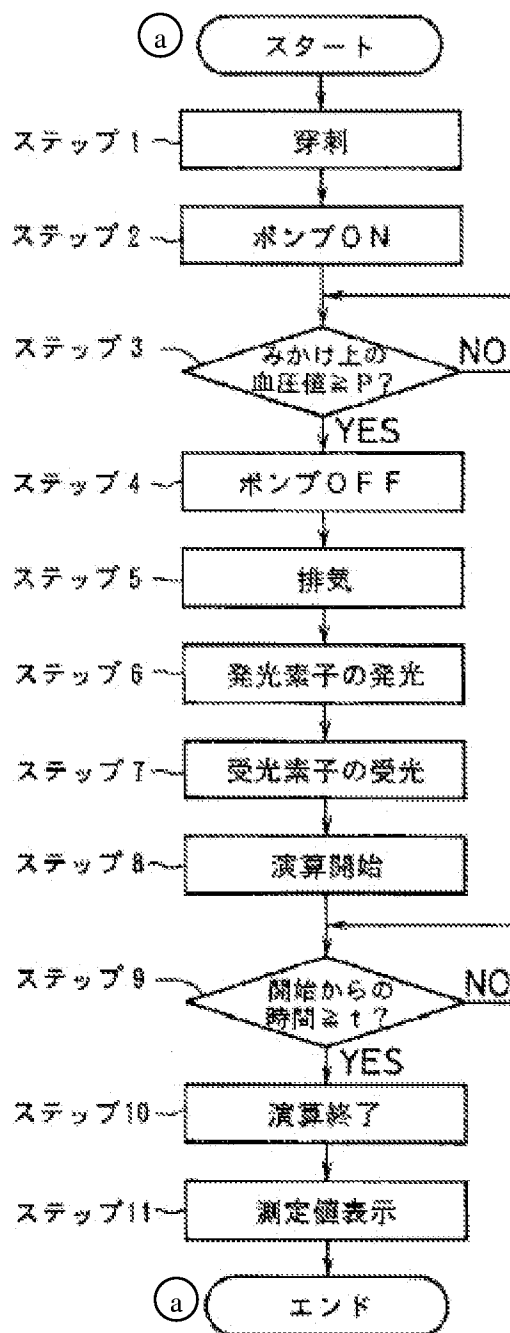 a スタート
ステップ1 穿刺
ステップ2 ポンプON
ステップ3 みかけ上の
血圧値≧P? NO
YES
ステップ4 ポンプOFF
ステップ5 排気
ステップ6 発光素子の発光
ステップ7 受光素子の受光
ステップ8 演算開始
ステップ9 開始からの
時間≧t? NO
YES
ステップ10 演算終了
ステップ11 測定値表示
a エンド